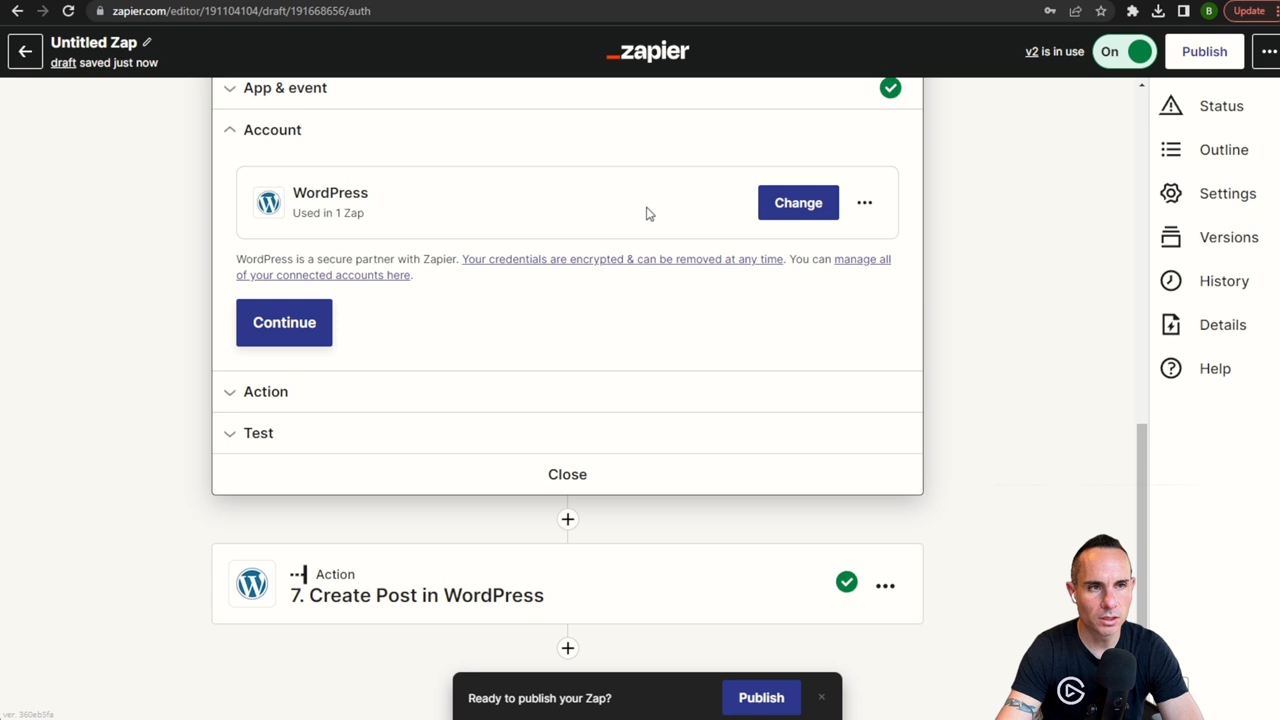 zapier.com/editor/191104104/draft/191668656/auth
B
Update
Untitled Zap
draft saved just now
_zapier
v2 is in use
On
Publish
App & event
Account
WordPress
Used in 1 Zap
Change
WordPress is a secure partner with Zapier. Your credentials are encrypted & can be removed at any time. You can manage all
of your connected accounts here.
Continue
Action
Test
Close
Action
7. Create Post in WordPress
Ready to publish your Zap?
Publish
Status
Outline
Settings
Versions
History
Details
Help
ver. 360eb5fa